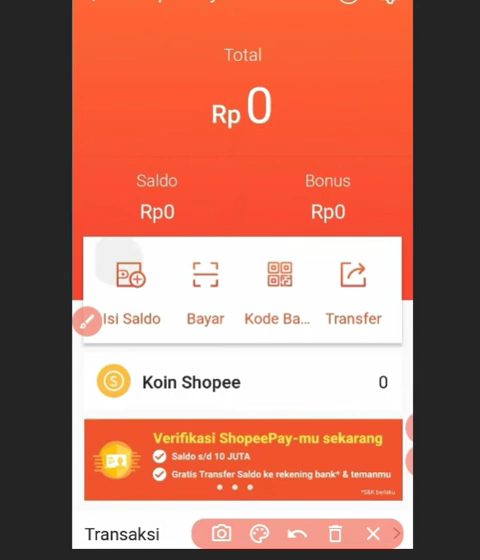 Total
Rp 0
Saldo
Bonus
Rp0
Rp0
Isi Saldo
Bayar
Kode Ba...
Transfer
Koin Shopee
0
Verifikasi ShopeePay-mu sekarang
Saldo s/d 10 JUTA
Gratis Transfer Saldo ke rekening bank* & temanmu
*S&K berlaku
Transaksi